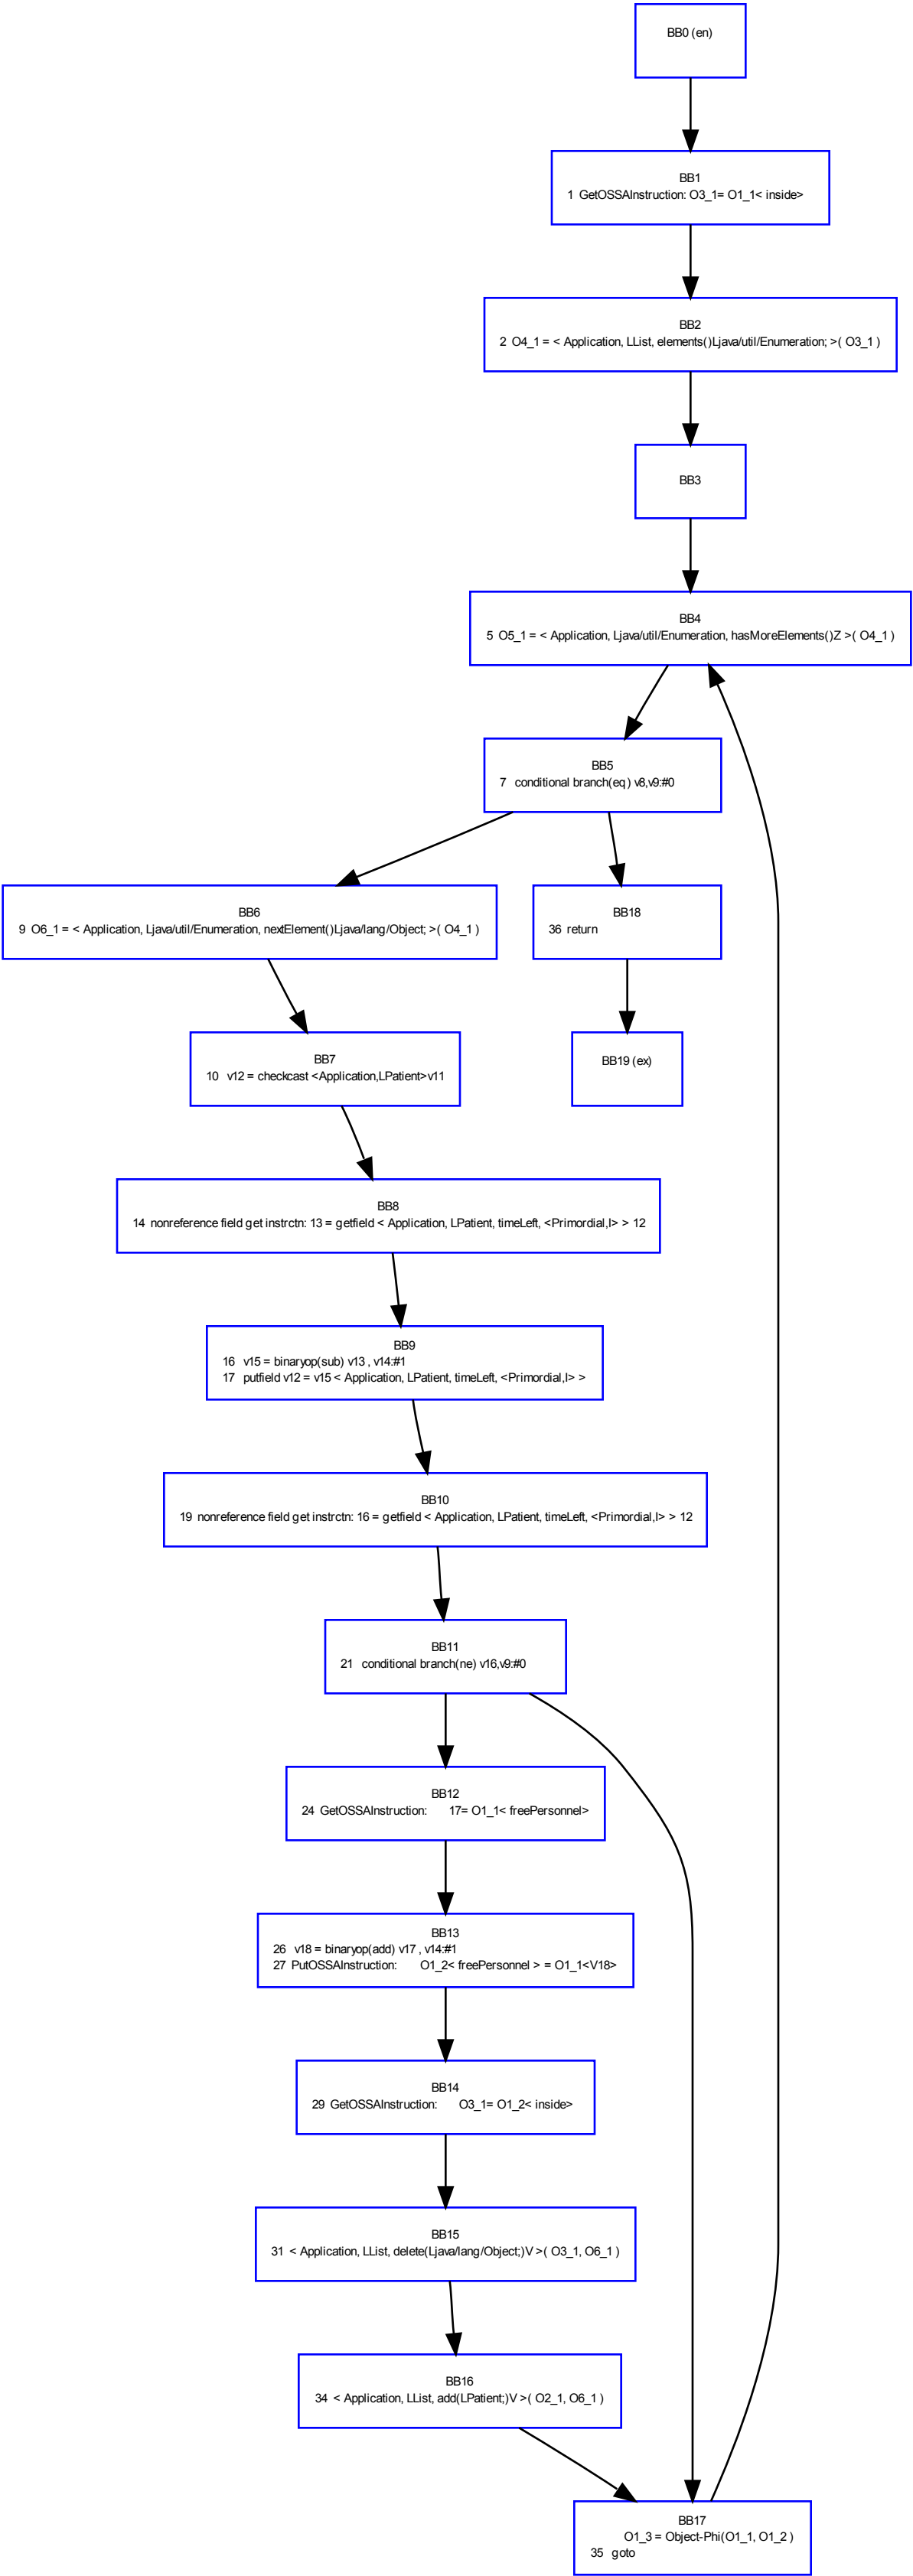 BB0 (en)
BB1
1 GetOSSAInstruction: O3_1= O1_1< inside>
BB2
2 O4_1 = < Application, LList, elements()Ljava/util/Enumeration; >( O3_1 )
BB3
BB4
5 O5_1 = < Application, Ljava/util/Enumeration, hasMoreElements()Z >( O4_1 )
BB5
7 conditional branch(eq) v8,v9:#0
BB6
9 O6_1 = < Application, Ljava/util/Enumeration, nextElement()Ljava/lang/Object; >( O4_1 )
BB18
36 return
BB7
10 v12 = checkcast <Application,LPatient>v11
BB19 (ex)
BB8
14 nonreference field get instrctn: 13 = getfield < Application, LPatient, timeLeft, <Primordial,I> > 12
BB9
16 v15 = binaryop(sub) v13 , v14:#1
17 putfield v12 = v15 < Application, LPatient, timeLeft, <Primordial,I> >
BB10
19 nonreference field get instrctn: 16 = getfield < Application, LPatient, timeLeft, <Primordial,I> > 12
BB11
21 conditional branch(ne) v16,v9:#0
BB12
24 GetOSSAInstruction: 17= O1_1< freePersonnel>
BB13
26 v18 = binaryop(add) v17 , v14:#1
27 PutOSSAInstruction: O1_2< freePersonnel > = O1_1<V18>
BB14
29 GetOSSAInstruction: O3_1= O1_2< inside>
BB15
31 < Application, LList, delete(Ljava/lang/Object;)V >( O3_1, O6_1 )
BB16
34 < Application, LList, add(LPatient;)V >( O2_1, O6_1 )
BB17
O1_3 = Object-Phi(O1_1, O1_2 )
35 goto